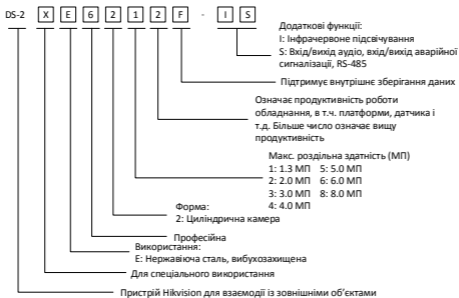 DS-2 X E 6 2 1 2 F - I S
Додаткові функції:
I: Інфрачервоне підсвічування
S: Вхід/вихід аудіо, вхід/вихід аварійної
сигналізації, RS-485
Підтримує внутрішнє зберігання даних
Означає продуктивність роботи
обладнання, в т.ч. платформи, датчика і
т.д. Більше число означає вищу
продуктивність
Макс. роздільна здатність (МП)
1: 1.3 МП 5: 5.0 МП
2: 2.0 МП 6: 6.0 МП
3: 3.0 МП 8: 8.0 МП
4: 4.0 МП
Форма:
2: Циліндрична камера
Професійна
Використання:
E: Нержавіюча сталь, вибухозахищена
Для спеціального використання
Пристрій Hikvision для взаємодії із зовнішніми об’єктами